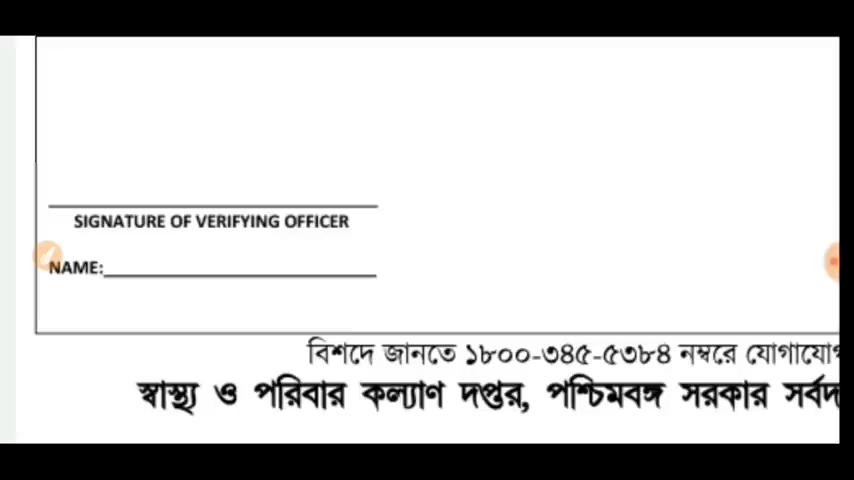 SIGNATURE OF VERIFYING OFFICER
NAME:
বিশদে জানতে ১৮০০-৩৪৫-৫৩৮৪ নম্বরে
স্বাস্থ্য ও পরিবার কল্যাণ দপ্তর, পশ্চিমবঙ্গ সরকার